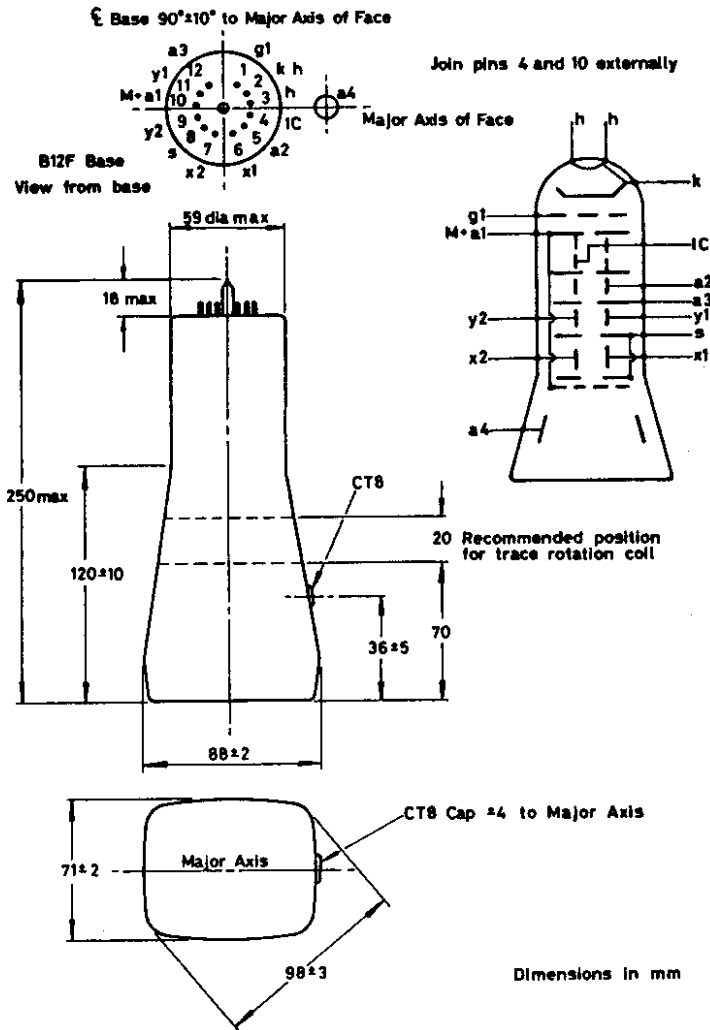 ℄ Base 90°±10° to Major Axis of Face
a3
g1
y1
12
1
k h
11
2
h
a4
M+a1
10
3
9
4
IC
Major Axis of Face
y2
8
5
a2
s
7
6
x2
x1
B12F Base
View from base
Join pins 4 and 10 externally
h
h
k
g1
M+a1
IC
a2
a3
y2
y1
s
x2
x1
a4
59 dia max
18 max
250 max
120±10
CT8
20 Recommended position
for trace rotation coil
36±5
70
88±2
CT8 Cap ±4 to Major Axis
71±2
Major Axis
98±3
Dimensions in mm